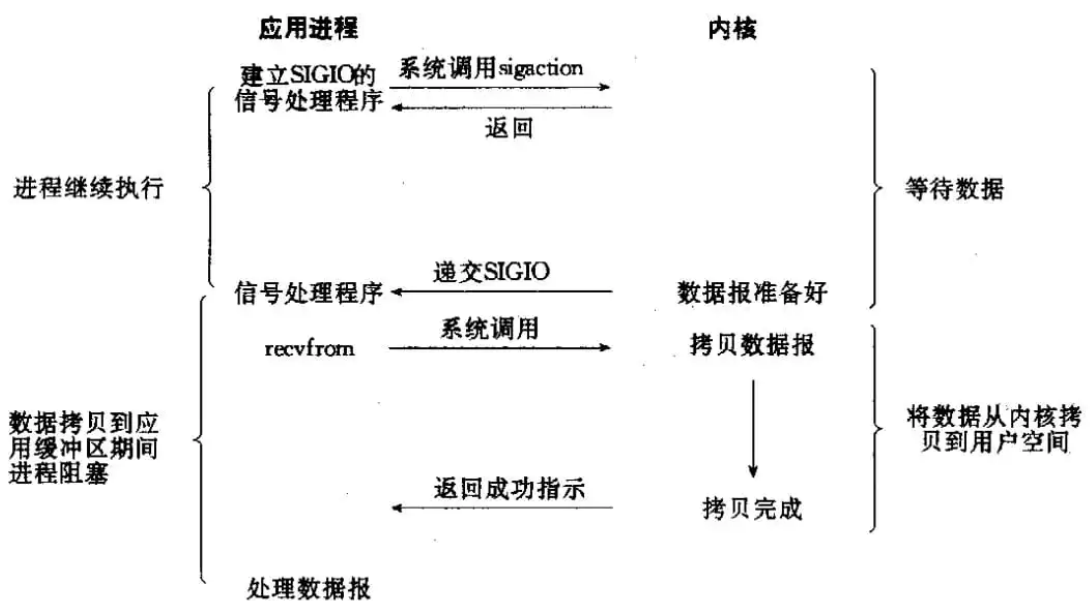 应用进程
内核
建立SIGIO的
信号处理程序
系统调用sigaction
返回
进程继续执行
等待数据
递交SIGIO
信号处理程序
数据报准备好
系统调用
recvfrom
拷贝数据报
数据拷贝到应
用缓冲区期间
进程阻塞
将数据从内核拷
贝到用户空间
返回成功指示
拷贝完成
处理数据报